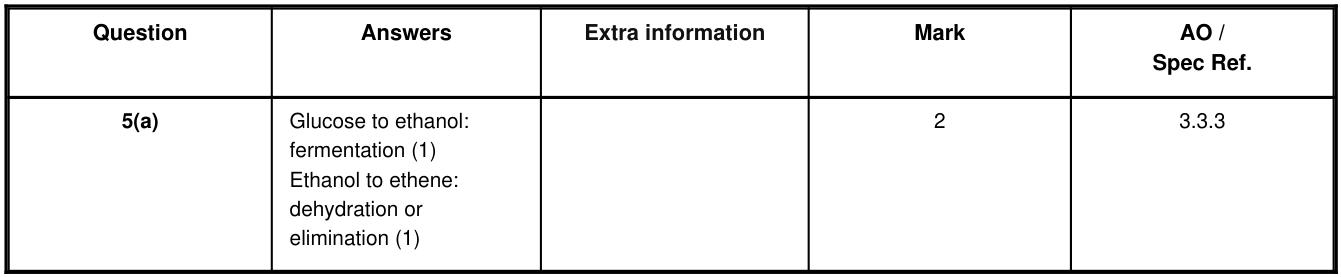 Question
Answers
Extra information
Mark
AO /
Spec Ref.
5(a)
Glucose to ethanol:
fermentation (1)
Ethanol to ethene:
dehydration or
elimination (1)
2
3.3.3